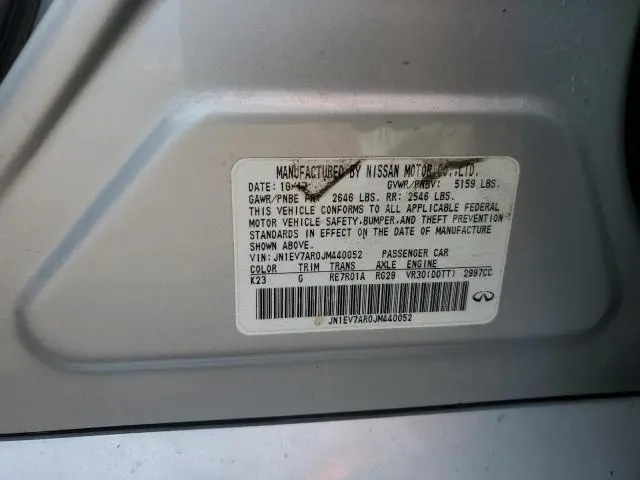 MANUFACTURED BY NISSAN MOTOR CO.,LTD.
DATE: 10/17 GVWR/PNBV: 5159 LBS.
GAWR/PNBE FR: 2646 LBS. RR: 2546 LBS.
THIS VEHICLE CONFORMS TO ALL APPLICABLE FEDERAL
MOTOR VEHICLE SAFETY,BUMPER,AND THEFT PREVENTION
STANDARDS IN EFFECT ON THE DATE OF MANUFACTURE
SHOWN ABOVE.
VIN: JN1EV7AR0JM440052 PASSENGER CAR
COLOR TRIM TRANS AXLE ENGINE
K23 G RE7R01A RG29 VR30(DDTT) 2997CC
JN1EV7AR0JM440052